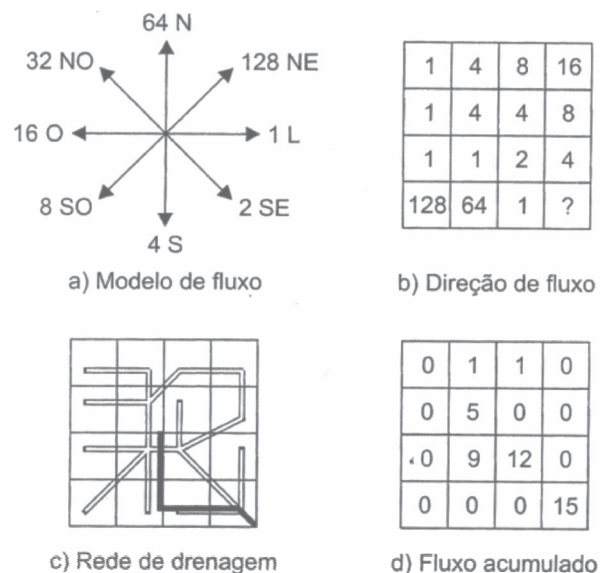 64 N
32 NO
128 NE
16 O
1 L
8 SO
2 SE
4 S
a) Modelo de fluxo
1 4 8 16
1 4 4 8
1 1 2 4
128 64 1 ?
b) Direção de fluxo
c) Rede de drenagem
0 1 1 0
0 5 0 0
0 9 12 0
0 0 0 15
d) Fluxo acumulado